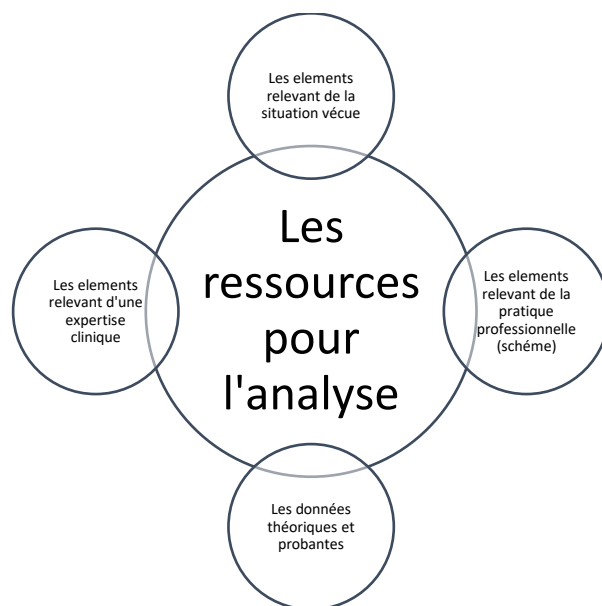 Les elements
relevant de la
situation vécue
Les
ressources
pour
l'analyse
Les elements
relevant d'une
expertise
clinique
Les elements
relevant de la
pratique
professionnelle
(schéme)
Les données
théoriques et
probantes